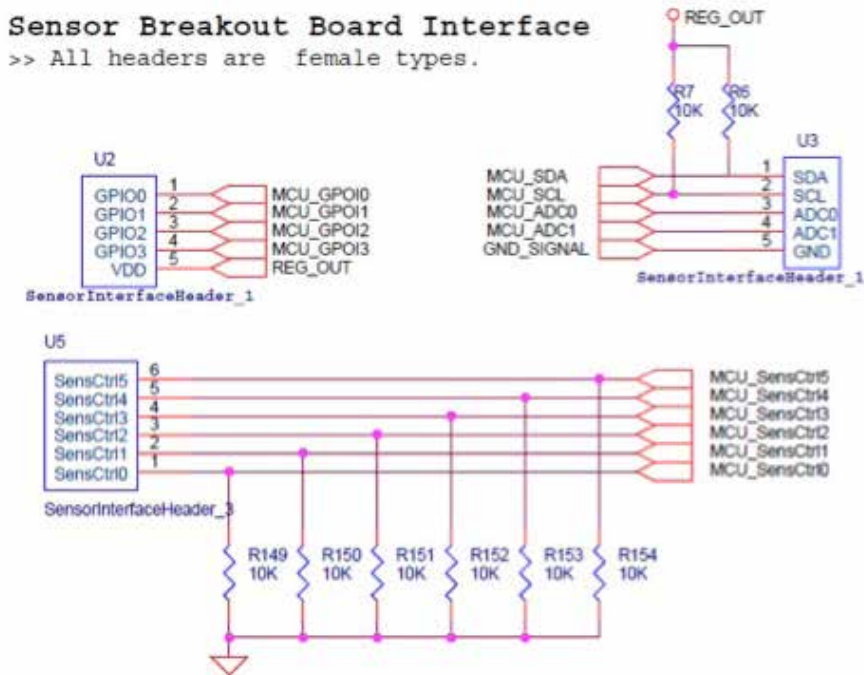 Sensor Breakout Board Interface
>> All headers are female types.
REG_OUT
R7
10K
R6
10K
U2
GPIO0 1 MCU_GPOI0
GPIO1 2 MCU_GPOI1
GPIO2 3 MCU_GPOI2
GPIO3 4 MCU_GPOI3
VDD 5 REG_OUT
SensorInterfaceHeader_1
U3
MCU_SDA 1 SDA
MCU_SCL 2 SCL
MCU_ADC0 3 ADC0
MCU_ADC1 4 ADC1
GND_SIGNAL 5 GND
SensorInterfaceHeader_1
U5
SensCtrl5 6 MCU_SensCtrl5
SensCtrl4 5 MCU_SensCtrl4
SensCtrl3 4 MCU_SensCtrl3
SensCtrl2 3 MCU_SensCtrl2
SensCtrl1 2 MCU_SensCtrl1
SensCtrl0 1 MCU_SensCtrl0
SensorInterfaceHeader_3
R149 R150 R151 R152 R153 R154
10K 10K 10K 10K 10K 10K